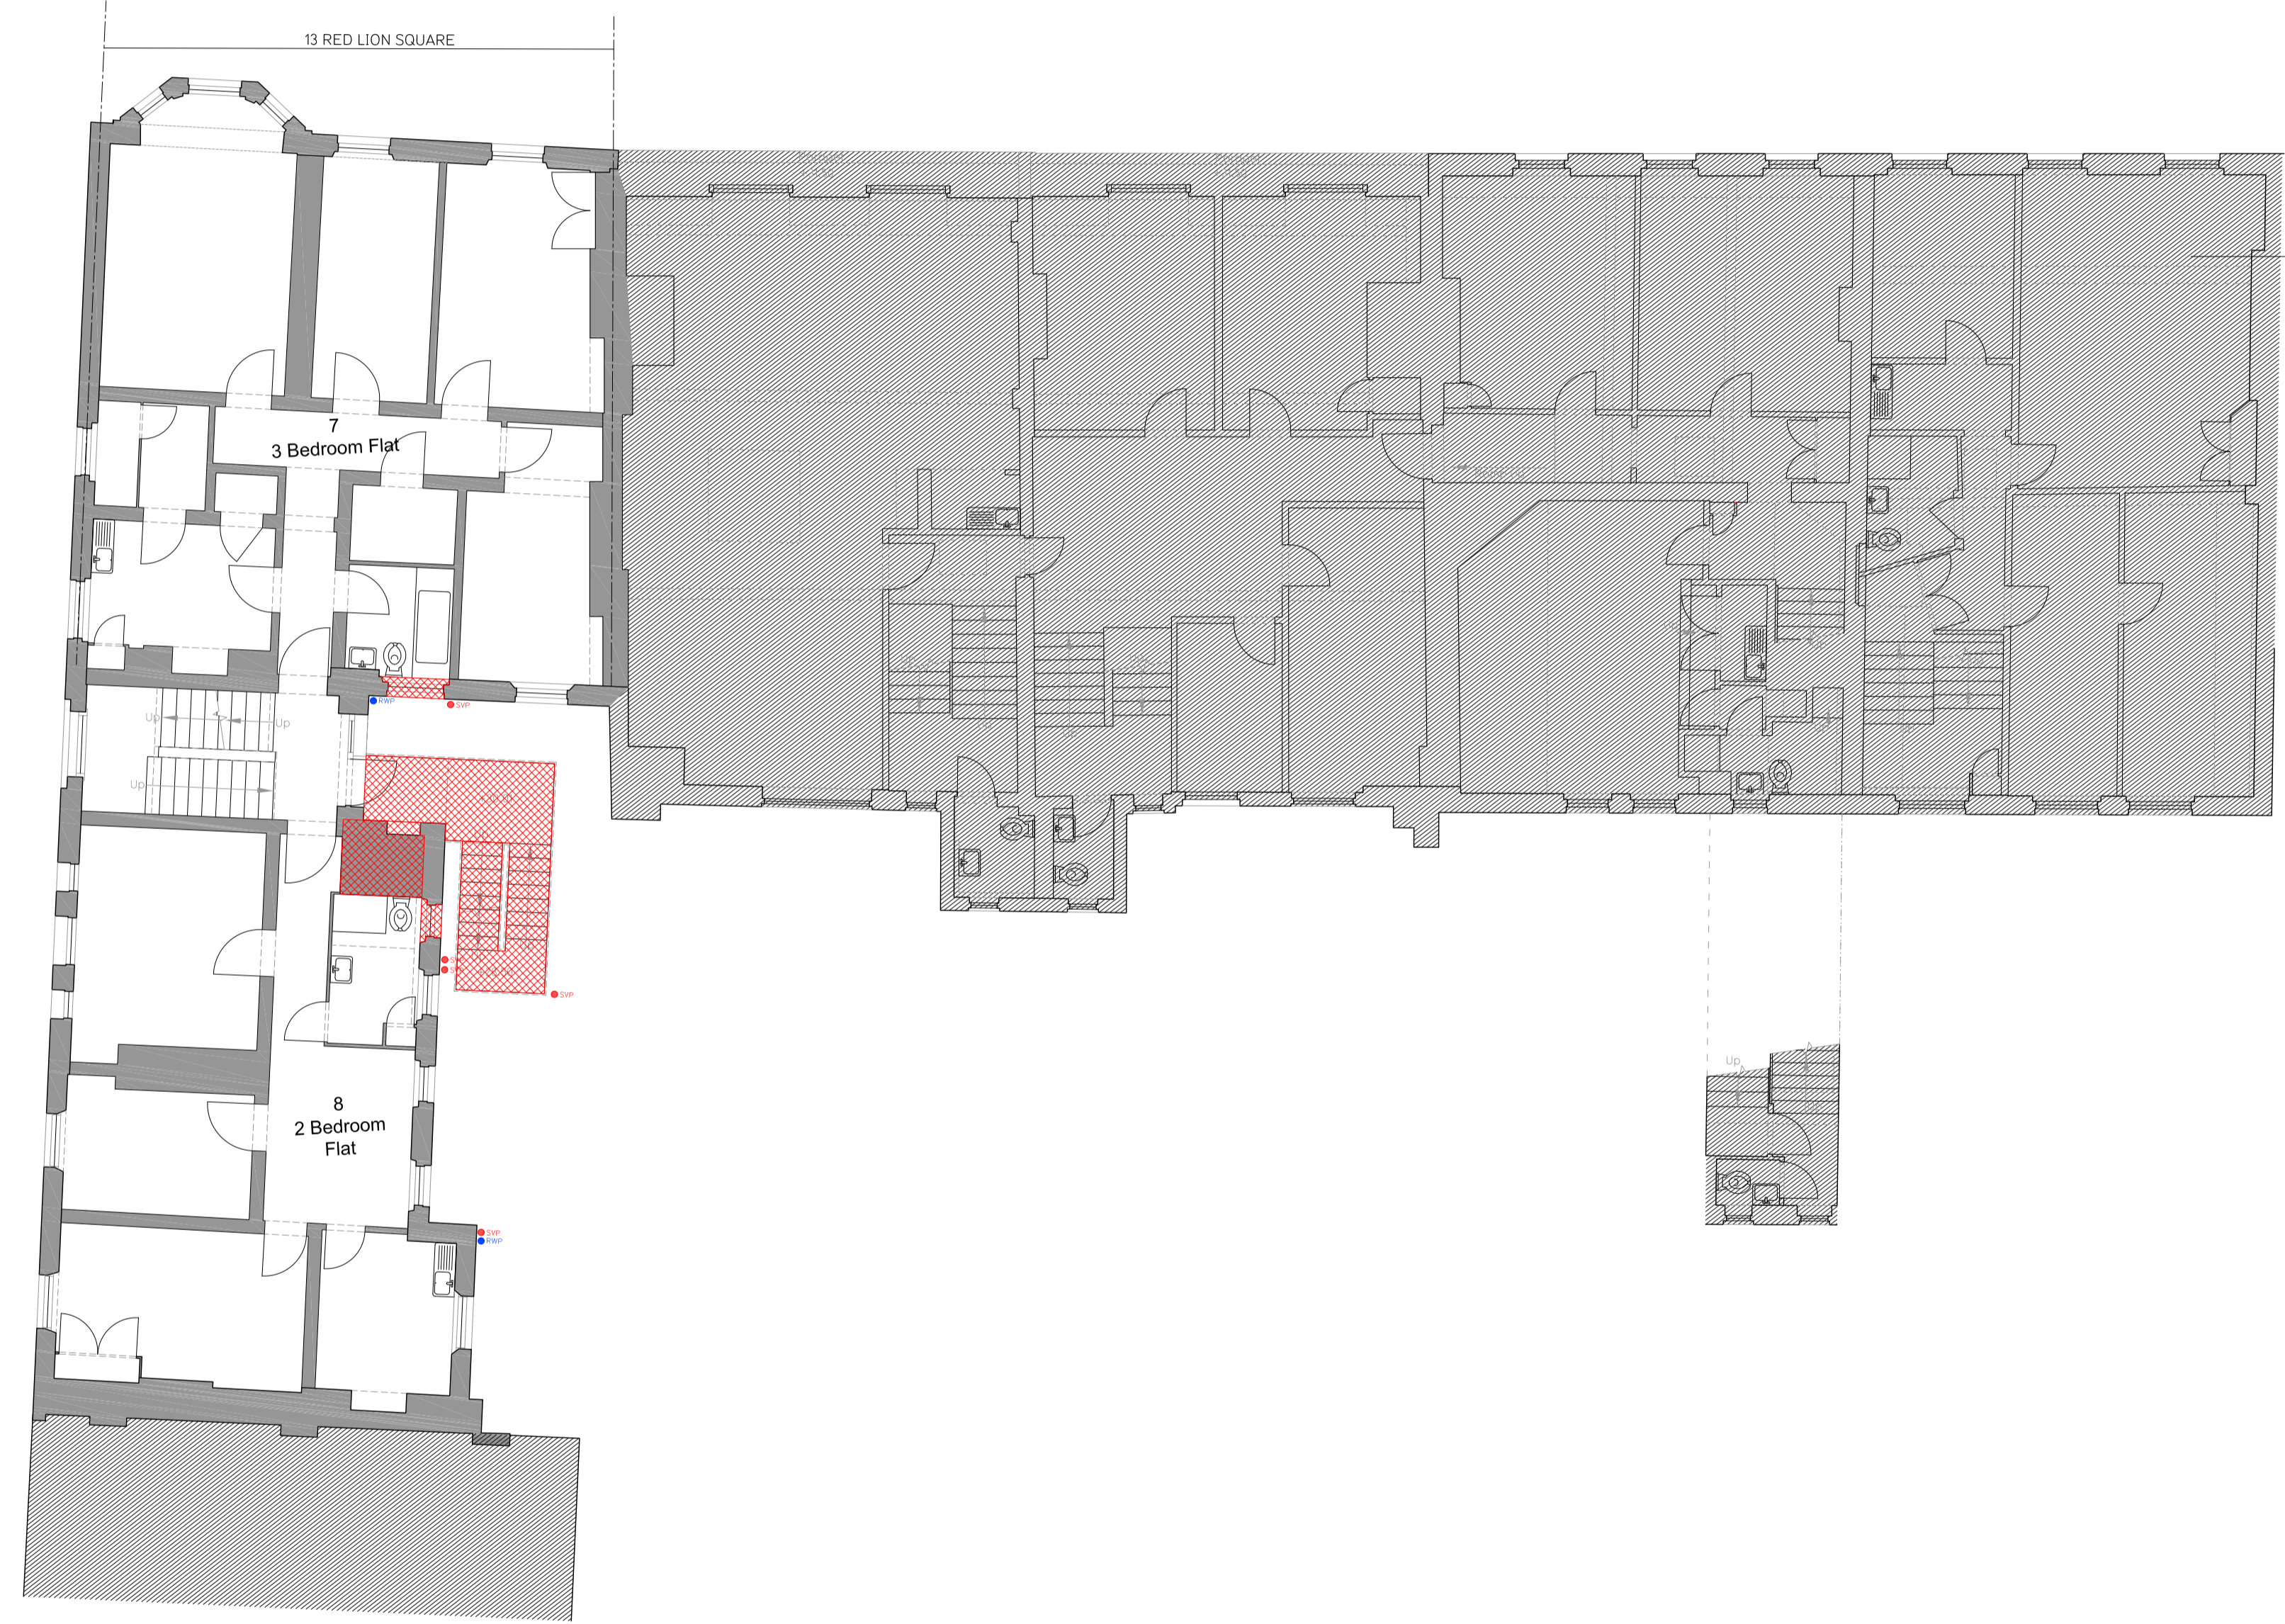 13 RED LION SQUARE
7
3 Bedroom Flat
RWP
SVP
Up
Up
Up
SVP
8
2 Bedroom
Flat
SVP
RWP
Up